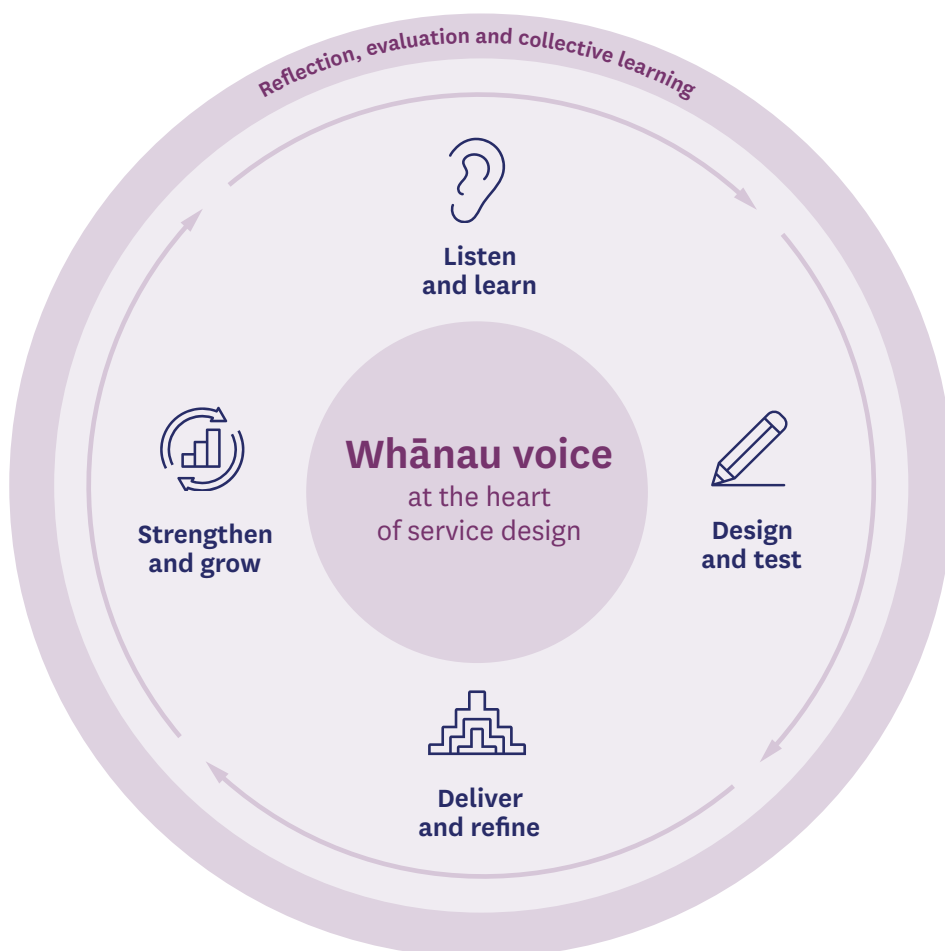 Reflection, evaluation and collective learning
Listen
and learn
Whānau voice
at the heart
of service design
Strengthen
and grow
Design
and test
Deliver
and refine